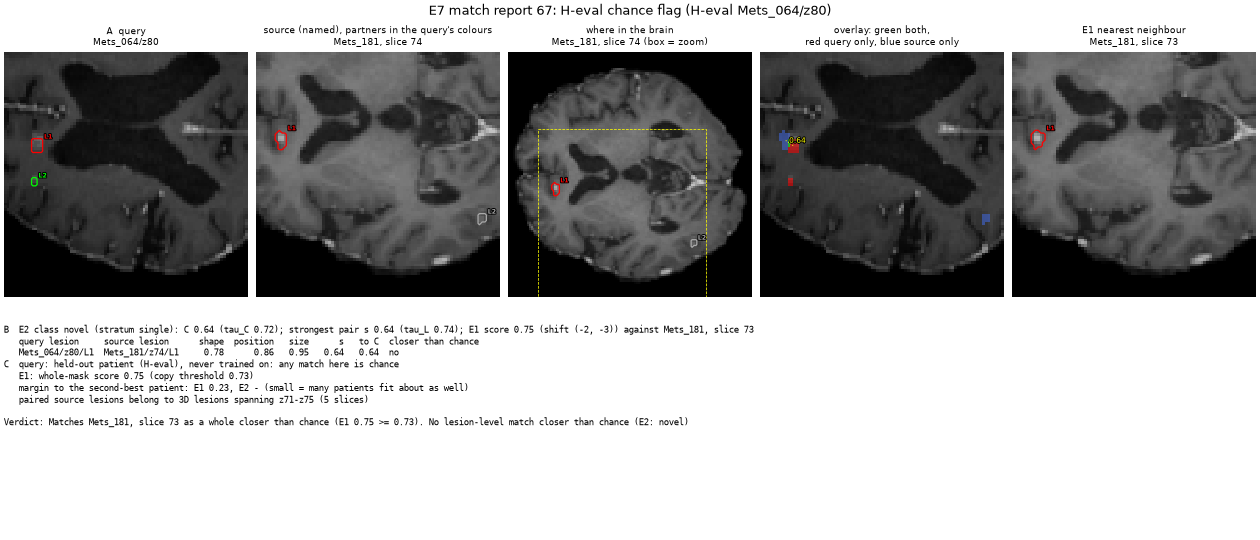 E7 match report 67: H-eval chance flag (H-eval Mets_064/z80)
A  query
Mets_064/z80
source (named), partners in the query's colours
Mets_181, slice 74
where in the brain
Mets_181, slice 74 (box = zoom)
overlay: green both,
red query only, blue source only
E1 nearest neighbour
Mets_181, slice 73
L1
L2
L1
L2
L1
L2
0.64
L1
B  E2 class novel (stratum single): C 0.64 (tau_C 0.72); strongest pair s 0.64 (tau_L 0.74); E1 score 0.75 (shift (-2, -3)) against Mets_181, slice 73
query lesion  source lesion  shape  position  size  s  to C  closer than chance
Mets_064/z80/L1  Mets_181/z74/L1  0.78  0.86  0.95  0.64  0.64  no
C  query: held-out patient (H-eval), never trained on: any match here is chance
E1: whole-mask score 0.75 (copy threshold 0.73)
margin to the second-best patient: E1 0.23, E2 - (small = many patients fit about as well)
paired source lesions belong to 3D lesions spanning z71-z75 (5 slices)
Verdict: Matches Mets_181, slice 73 as a whole closer than chance (E1 0.75 >= 0.73). No lesion-level match closer than chance (E2: novel)